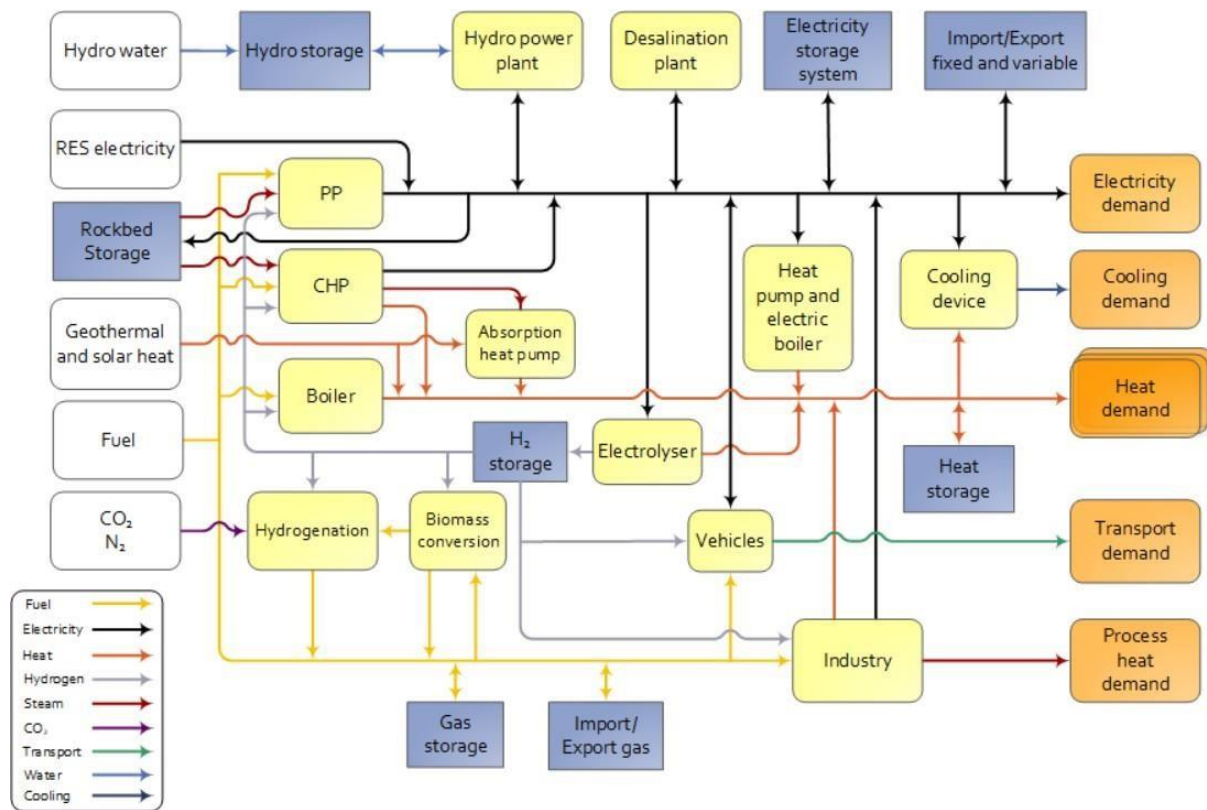 Hydro water
Hydro storage
Hydro power
plant
Desalination
plant
Electricity
storage
system
Import/Export
fixed and variable
RES electricity
PP
Electricity
demand
Rockbed
Storage
CHP
Heat
pump and
electric
boiler
Cooling
device
Cooling
demand
Geothermal
and solar heat
Absorption
heat pump
Boiler
Heat
demand
Fuel
H₂
storage
Electrolyser
Heat
storage
CO₂
N₂
Hydrogenation
Biomass
conversion
Vehicles
Transport
demand
Industry
Process
heat
demand
Gas
storage
Import/
Export gas
Fuel
Electricity
Heat
Hydrogen
Steam
CO₂
Transport
Water
Cooling